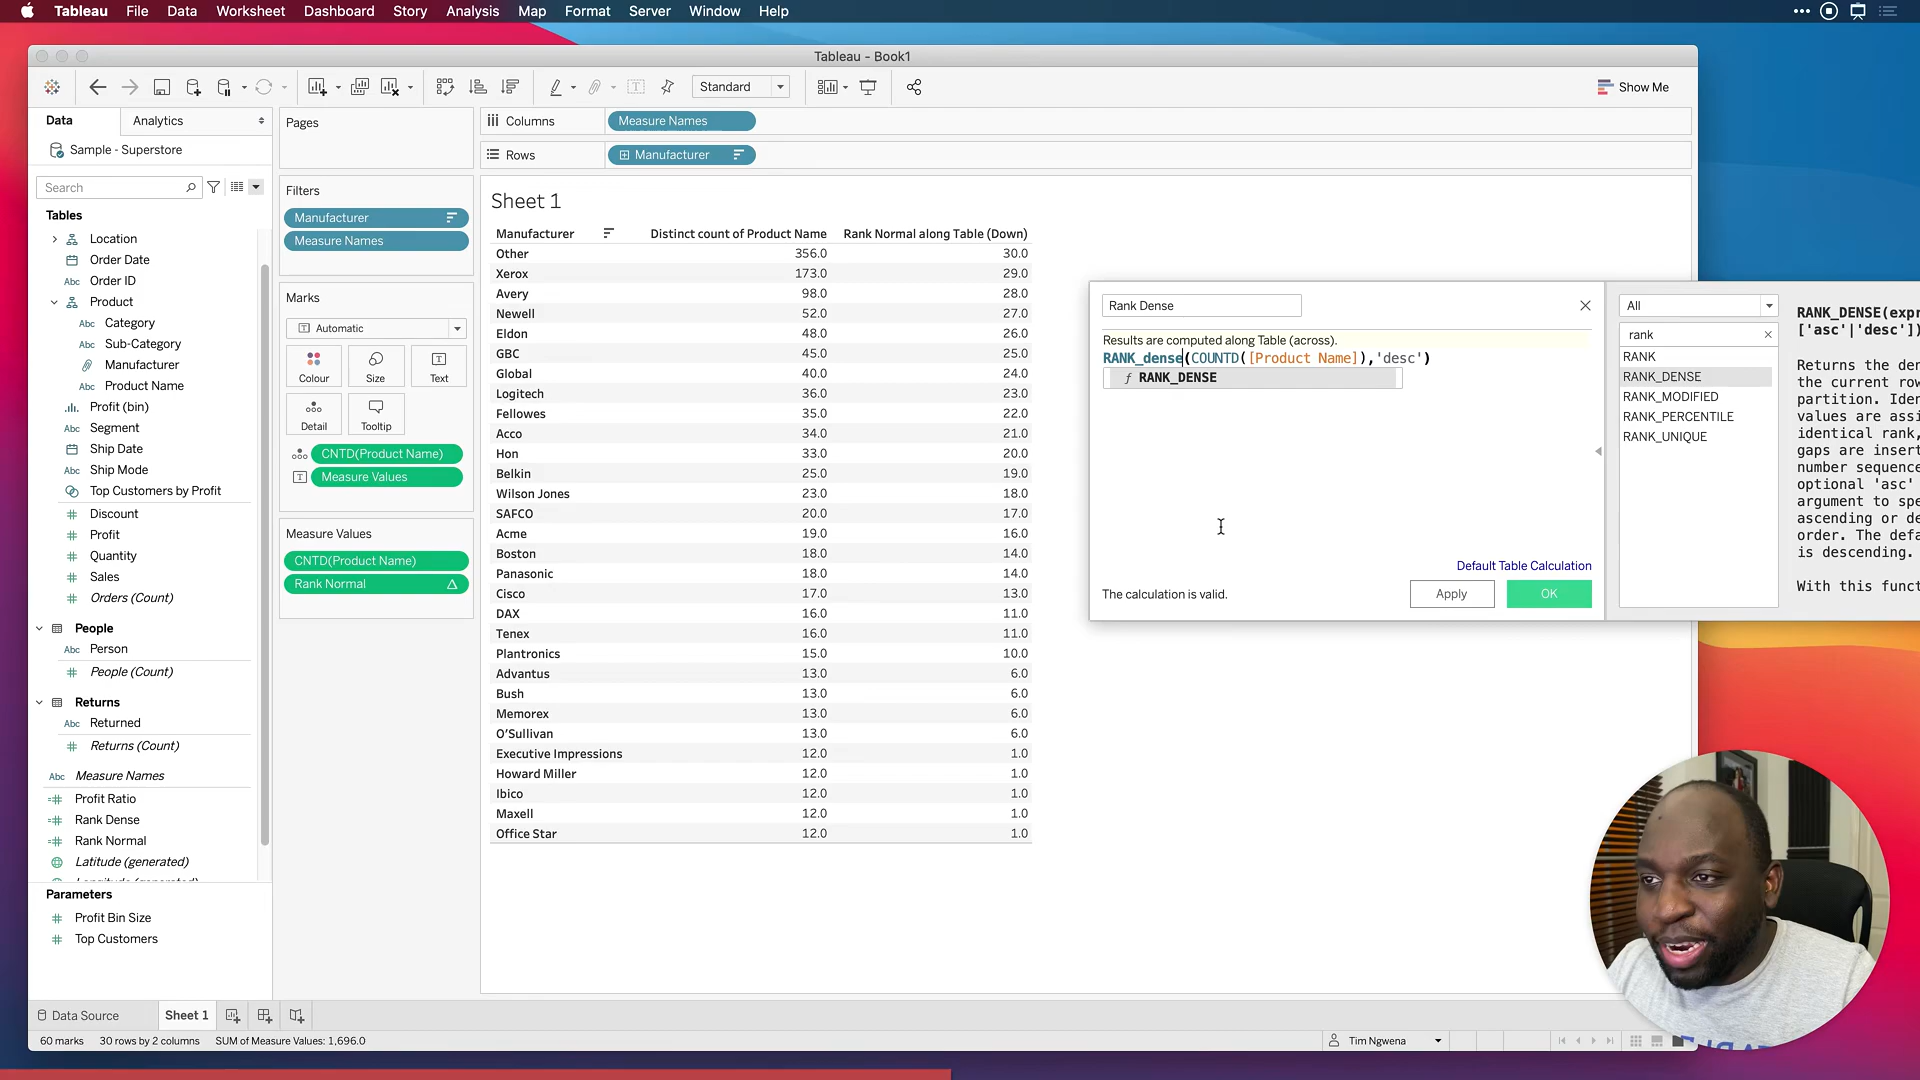 Tableau File Data Worksheet Dashboard Story Analysis Map Format Server Window Help
Tableau - Book1
Standard
Show Me
Data
Analytics
Sample - Superstore
Search
Tables
Location
Order Date
Abc Order ID
Product
Abc Category
Abc Sub-Category
Manufacturer
Abc Product Name
Profit (bin)
Abc Segment
Ship Date
Abc Ship Mode
Top Customers by Profit
Discount
Profit
Quantity
Sales
Orders (Count)
People
Abc Person
People (Count)
Returns
Abc Returned
Returns (Count)
Abc Measure Names
Profit Ratio
Rank Dense
Rank Normal
Latitude (generated)
Parameters
Profit Bin Size
Top Customers
Pages
Filters
Manufacturer
Measure Names
Marks
Automatic
Colour Size Text
Detail Tooltip
CNTD(Product Name)
Measure Values
Measure Values
CNTD(Product Name)
Rank Normal
Columns Measure Names
Rows Manufacturer
Sheet 1
Manufacturer Distinct count of Product Name Rank Normal along Table (Down)
Other 356.0 30.0
Xerox 173.0 29.0
Avery 98.0 28.0
Newell 52.0 27.0
Eldon 48.0 26.0
GBC 45.0 25.0
Global 40.0 24.0
Logitech 36.0 23.0
Fellowes 35.0 22.0
Acco 34.0 21.0
Hon 33.0 20.0
Belkin 25.0 19.0
Wilson Jones 23.0 18.0
SAFCO 20.0 17.0
Acme 19.0 16.0
Boston 18.0 14.0
Panasonic 18.0 14.0
Cisco 17.0 13.0
DAX 16.0 11.0
Tenex 16.0 11.0
Plantronics 15.0 10.0
Advantus 13.0 6.0
Bush 13.0 6.0
Memorex 13.0 6.0
O'Sullivan 13.0 6.0
Executive Impressions 12.0 1.0
Howard Miller 12.0 1.0
Ibico 12.0 1.0
Maxell 12.0 1.0
Office Star 12.0 1.0
Rank Dense
Results are computed along Table (across).
RANK_dense(COUNTD([Product Name]),'desc')
RANK_DENSE
Default Table Calculation
The calculation is valid.
Apply
OK
All
rank
RANK
RANK_DENSE
RANK_MODIFIED
RANK_PERCENTILE
RANK_UNIQUE
RANK_DENSE(expr
['asc'|'desc'])
Returns the den
the current row
partition. Iden
values are assi
identical rank,
gaps are insert
number sequence
optional 'asc'
argument to spe
ascending or de
order. The defa
is descending.
With this funct
Data Source
Sheet 1
60 marks 30 rows by 2 columns SUM of Measure Values: 1,696.0
Tim Ngwena